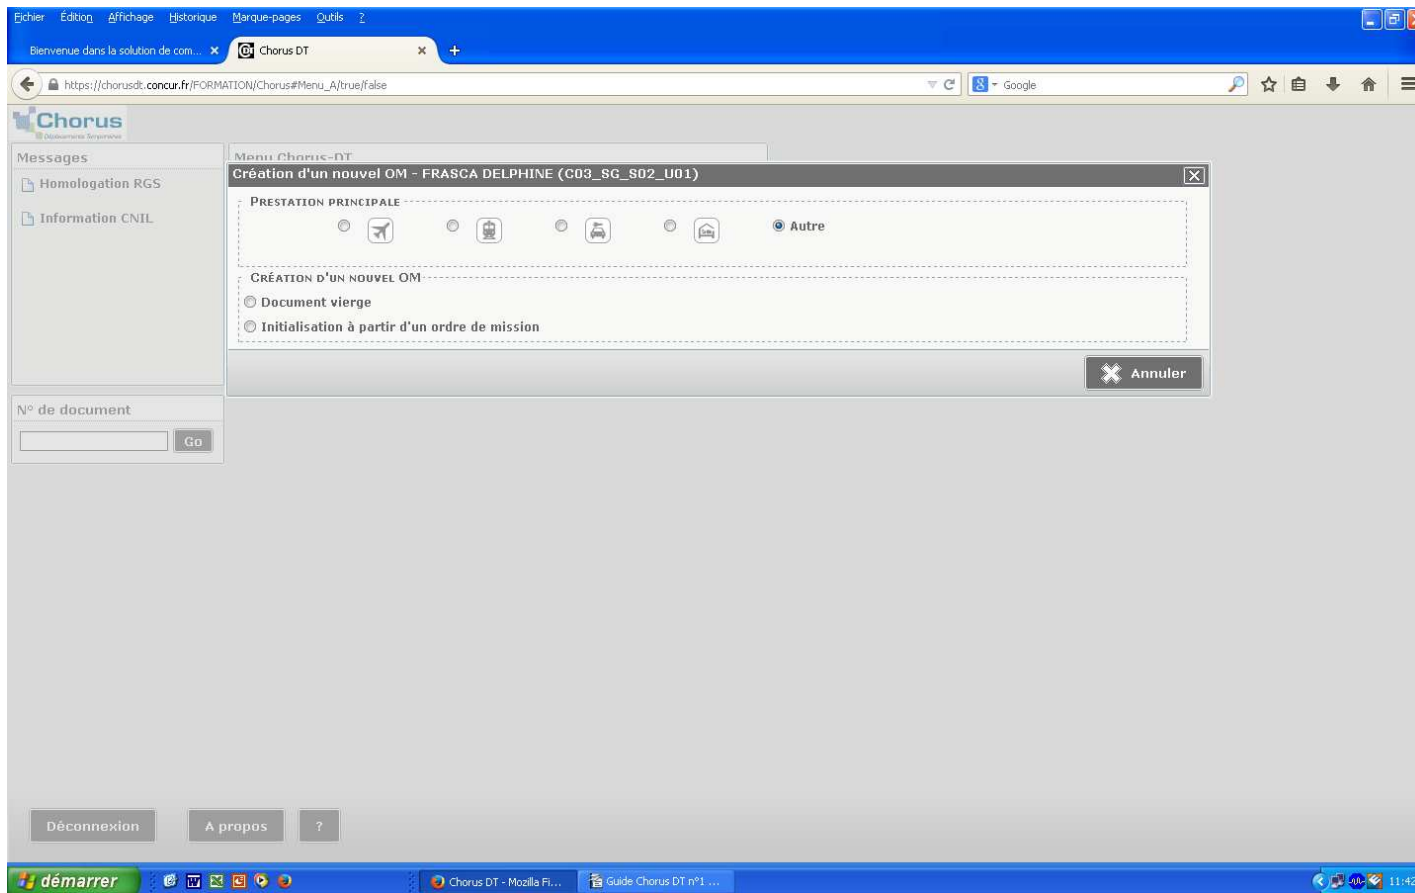 Fichier Édition Affichage Historique Marque-pages Outils ?
Bienvenue dans la solution de com... Chorus DT
https://chorusdt.concur.fr/FORMATION/Chorus#Menu_A/true/false Google
Chorus
Déplacements Temporaires
Messages
Menu Chorus-DT
Création d'un nouvel OM - FRASCA DELPHINE (C03_SG_S02_U01)
Homologation RGS
PRESTATION PRINCIPALE
Information CNIL
Autre
CRÉATION D'UN NOUVEL OM
Document vierge
Initialisation à partir d'un ordre de mission
Annuler
N° de document
Go
Déconnexion A propos ?
démarrer Chorus DT - Mozilla Fi... Guide Chorus DT n°1 ... 11:42